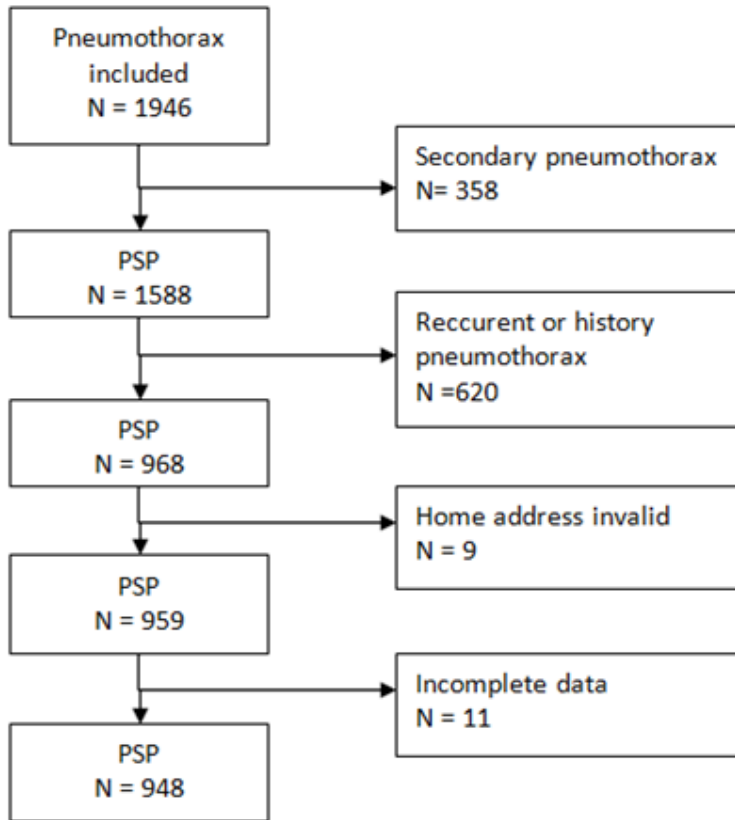 Pneumothorax
included
N = 1946
Secondary pneumothorax
N= 358
PSP
N = 1588
Reccurent or history
pneumothorax
N =620
PSP
N = 968
Home address invalid
N = 9
PSP
N = 959
Incomplete data
N = 11
PSP
N = 948